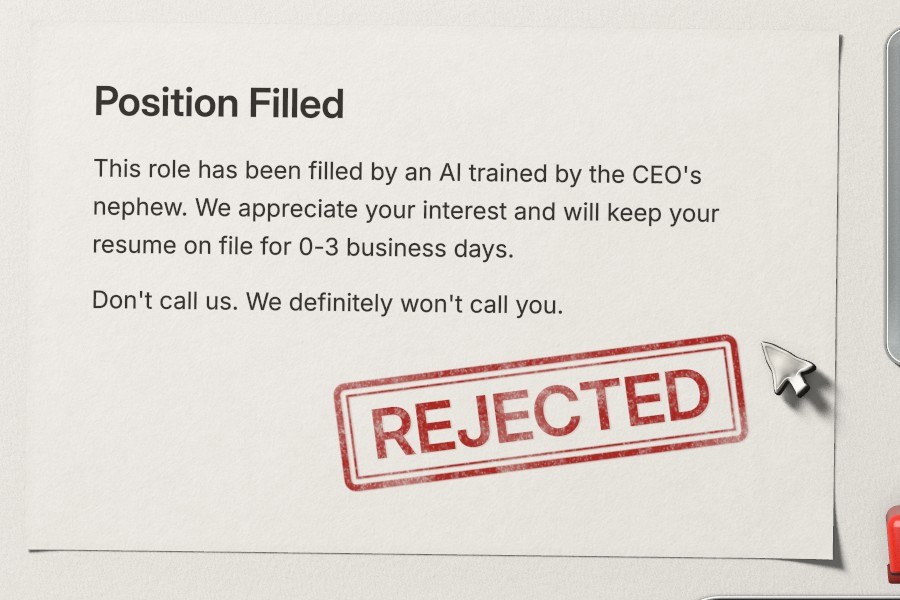 Position Filled
This role has been filled by an AI trained by the CEO's
nephew. We appreciate your interest and will keep your
resume on file for 0-3 business days.
Don't call us. We definitely won't call you.
REJECTED